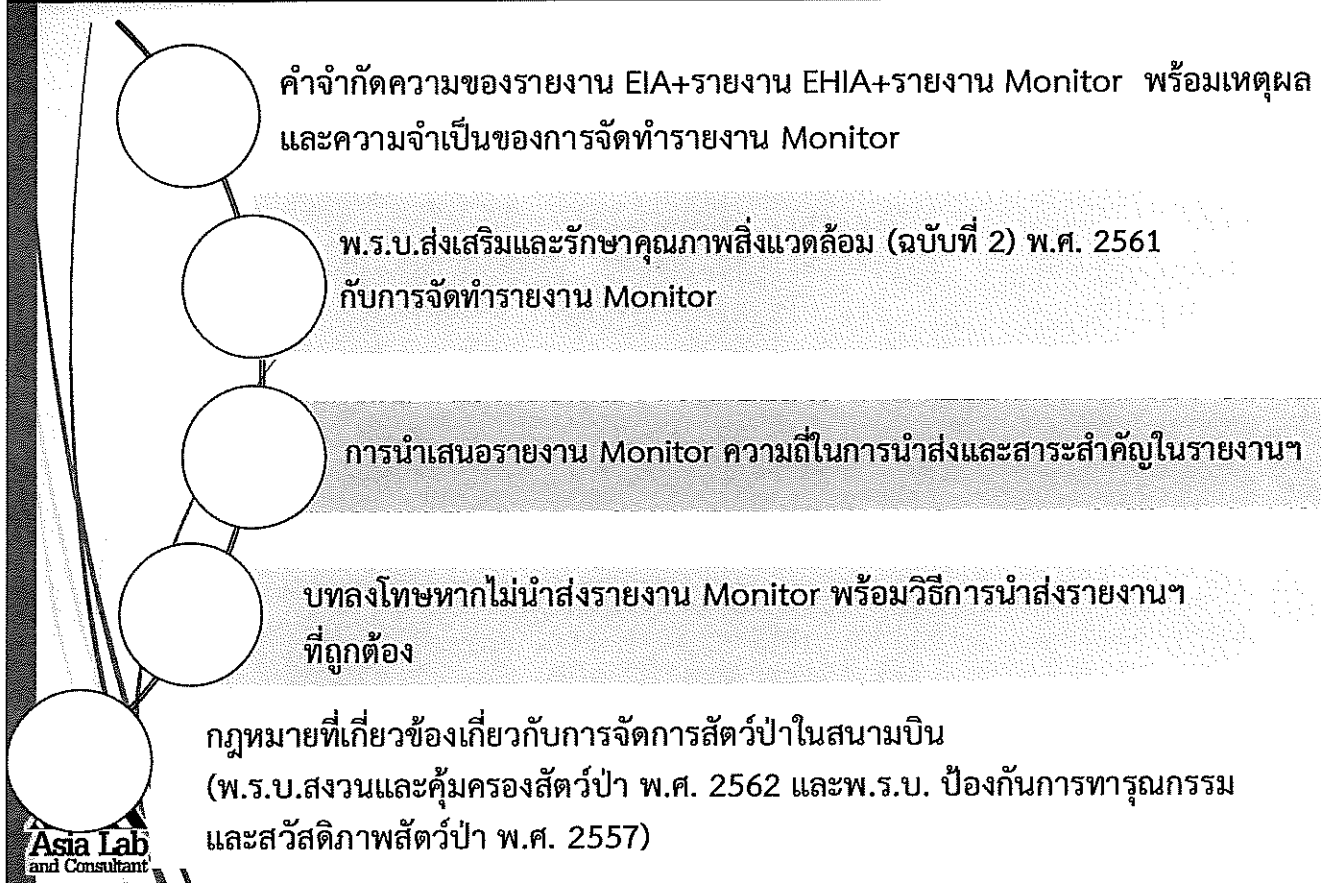 คำจำกัดความของรายงาน EIA+รายงาน EHIA+รายงาน Monitor พร้อมเหตุผล
และความจำเป็นของการจัดทำรายงาน Monitor
พ.ร.บ.ส่งเสริมและรักษาคุณภาพสิ่งแวดล้อม (ฉบับที่ 2) พ.ศ. 2561
กับการจัดทำรายงาน Monitor
การนำเสนอรายงาน Monitor ความถี่ในการนำส่งและสาระสำคัญในรายงานฯ
บทลงโทษหากไม่นำส่งรายงาน Monitor พร้อมวิธีการนำส่งรายงานฯ
ที่ถูกต้อง
กฎหมายที่เกี่ยวข้องเกี่ยวกับการจัดการสัตว์ป่าในสนามบิน
(พ.ร.บ.สงวนและคุ้มครองสัตว์ป่า พ.ศ. 2562 และพ.ร.บ. ป้องกันการทารุณกรรม
และสวัสดิภาพสัตว์ป่า พ.ศ. 2557)
Asia Lab
and Consultant